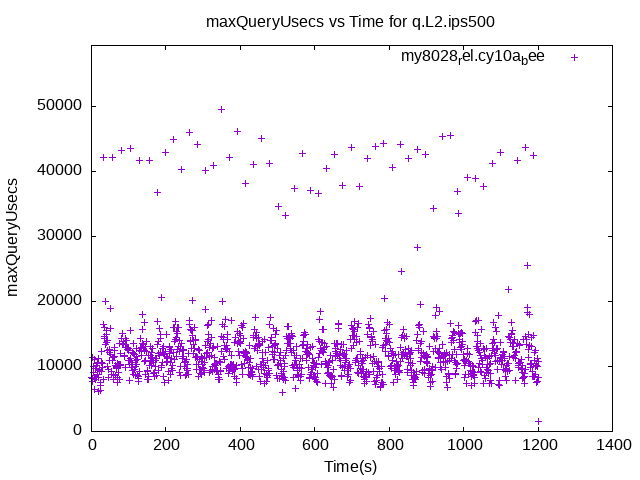 maxQueryUsecs vs Time for q.L2.ips500
my8028rel.cy10abee
50000
40000
30000
20000
10000
0
maxQueryUsecs
0 200 400 600 800 1000 1200 1400
Time(s)